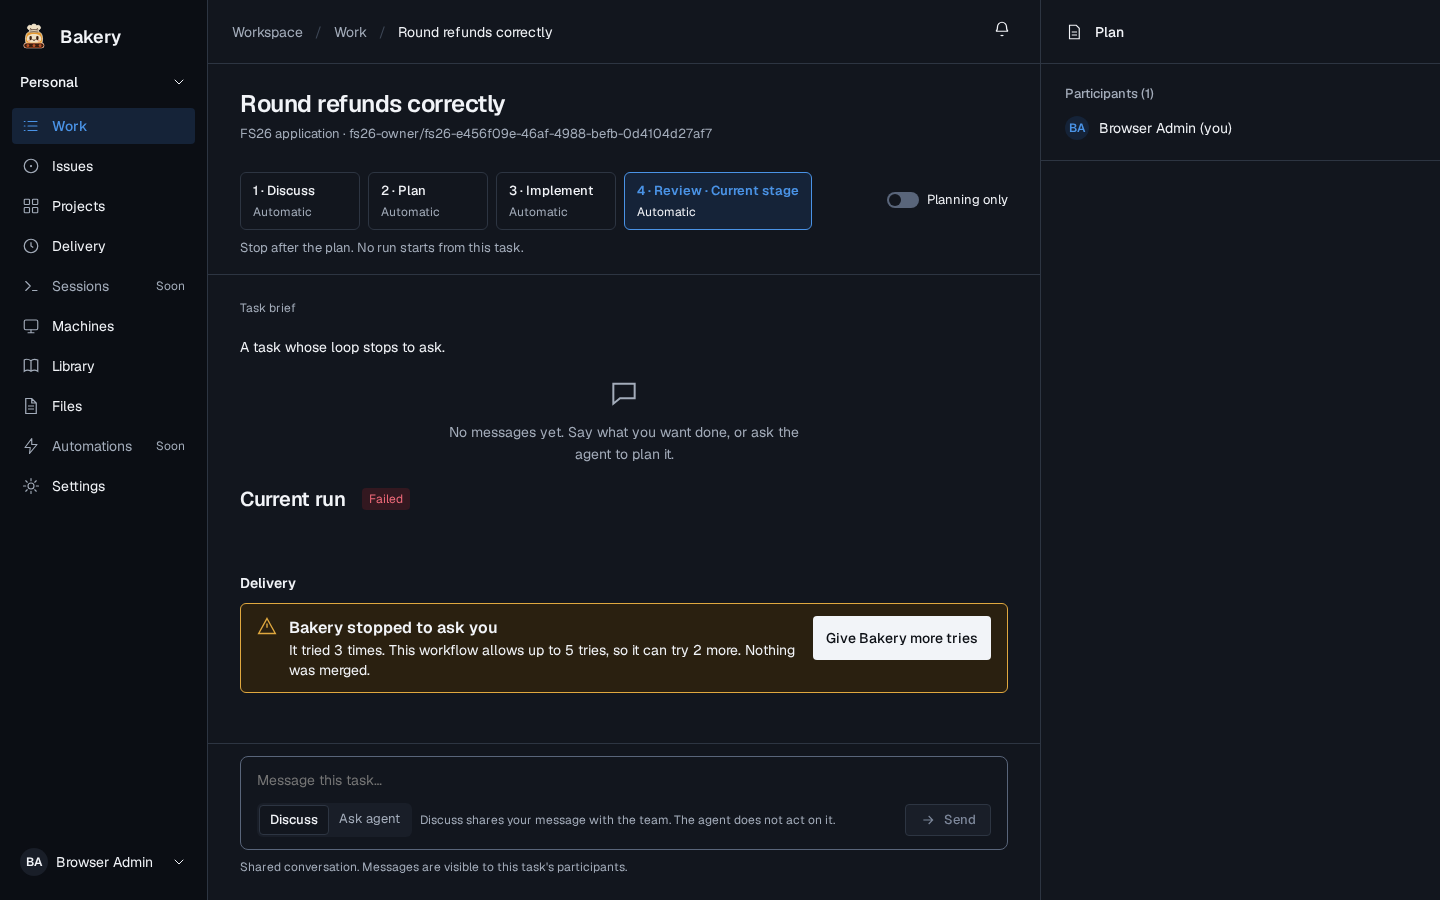 Bakery
Personal
Work
Issues
Projects
Delivery
Sessions Soon
Machines
Library
Files
Automations Soon
Settings
BA Browser Admin
Workspace / Work / Round refunds correctly
Round refunds correctly
FS26 application · fs26-owner/fs26-e456f09e-46af-4988-befb-0d4104d27af7
1 · Discuss
Automatic
2 · Plan
Automatic
3 · Implement
Automatic
4 · Review · Current stage
Automatic
Planning only
Stop after the plan. No run starts from this task.
Task brief
A task whose loop stops to ask.
No messages yet. Say what you want done, or ask the
agent to plan it.
Current run Failed
Delivery
Bakery stopped to ask you
It tried 3 times. This workflow allows up to 5 tries, so it can try 2 more. Nothing
was merged.
Give Bakery more tries
Message this task...
Discuss Ask agent Discuss shares your message with the team. The agent does not act on it.
Send
Shared conversation. Messages are visible to this task's participants.
Plan
Participants (1)
BA Browser Admin (you)